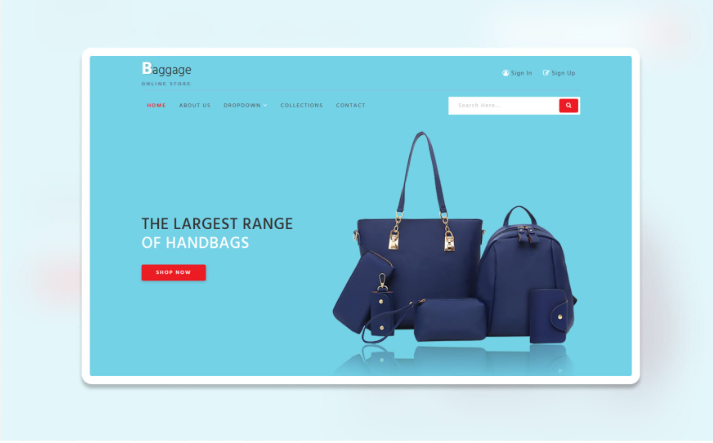 Baggage
ONLINE STORE
Sign In Sign Up
HOME ABOUT US DROPDOWN COLLECTIONS CONTACT
Search Here...
THE LARGEST RANGE
OF HANDBAGS
SHOP NOW